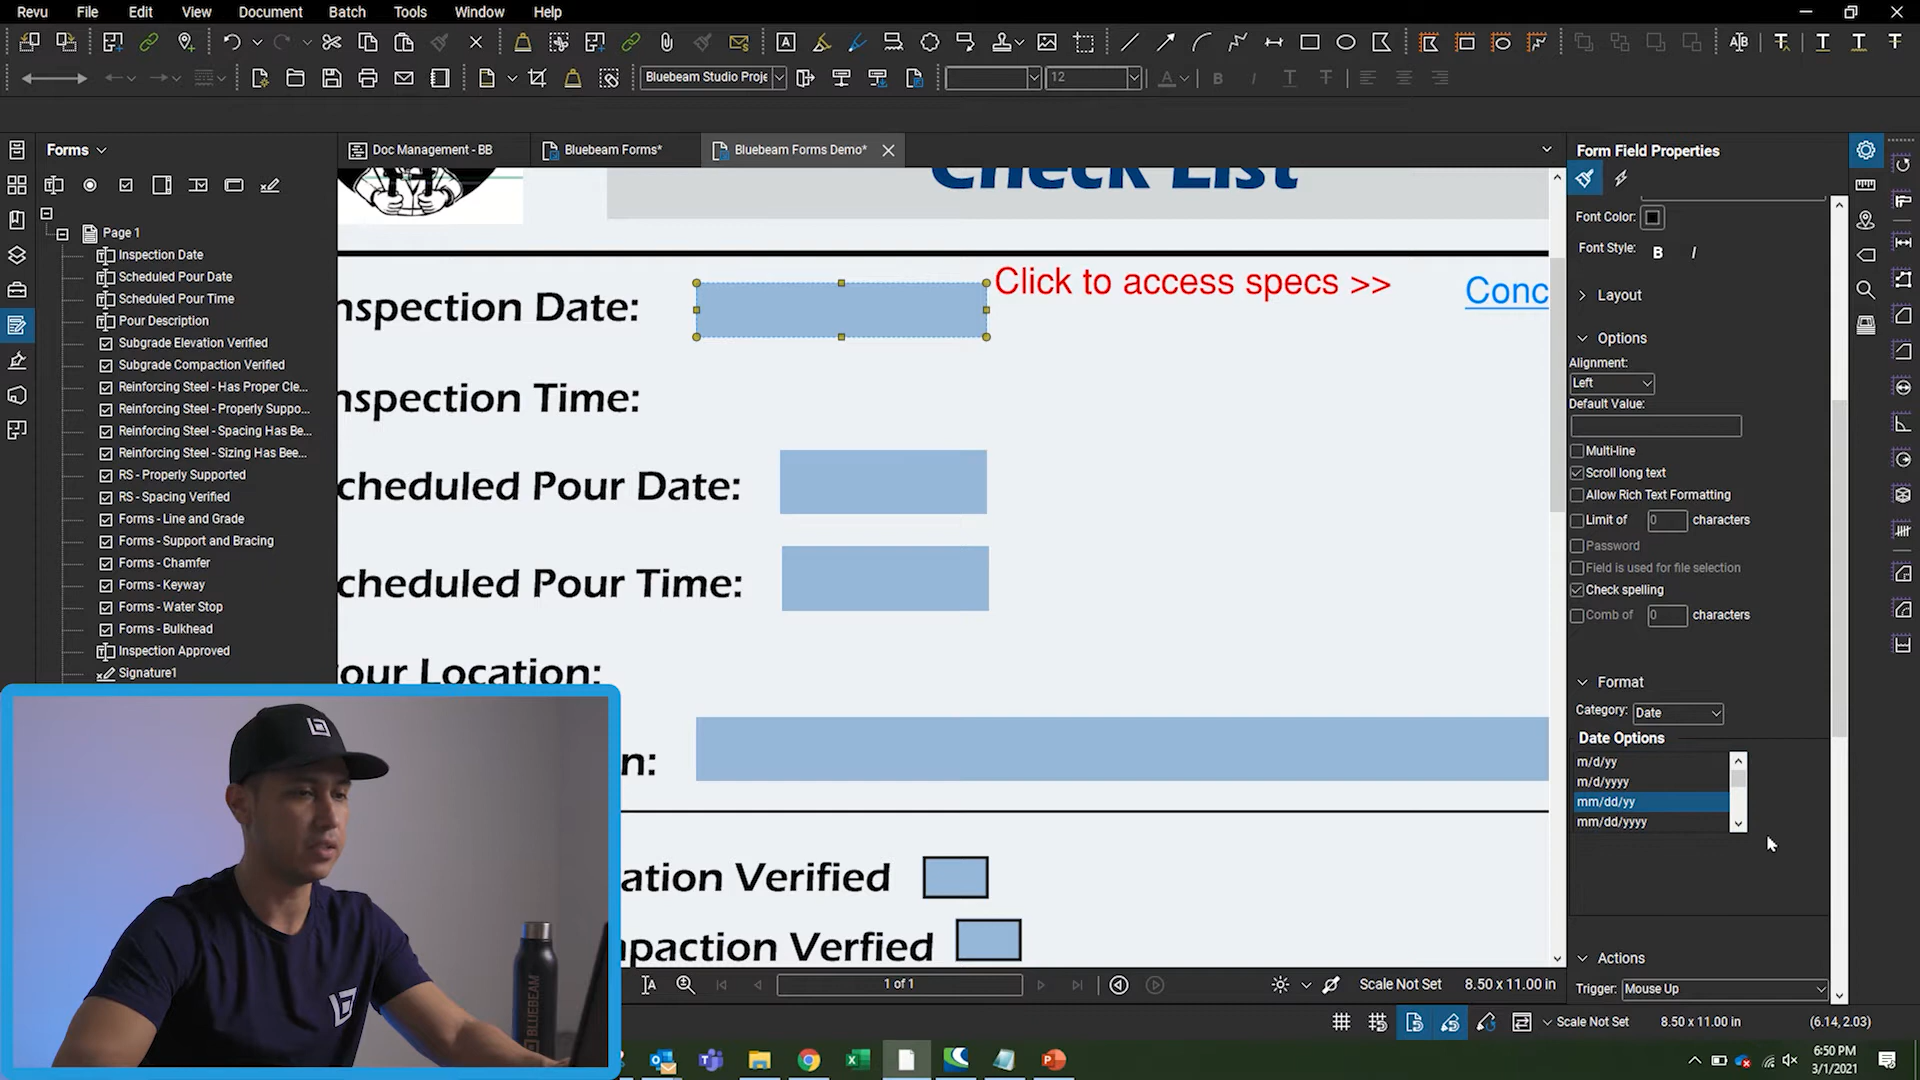 Revu File Edit View Document Batch Tools Window Help
Bluebeam Studio Proje
12
Forms
Doc Management - BB
Bluebeam Forms*
Bluebeam Forms Demo*
Form Field Properties
Page 1
Inspection Date
Scheduled Pour Date
Scheduled Pour Time
Pour Description
Subgrade Elevation Verified
Subgrade Compaction Verified
Reinforcing Steel - Has Proper Cle...
Reinforcing Steel - Properly Suppo...
Reinforcing Steel - Spacing Has Be...
Reinforcing Steel - Sizing Has Bee...
RS - Properly Supported
RS - Spacing Verified
Forms - Line and Grade
Forms - Support and Bracing
Forms - Chamfer
Forms - Keyway
Forms - Water Stop
Forms - Bulkhead
Inspection Approved
Signature1
Check List
nspection Date:
Click to access specs >>
Conc
nspection Time:
cheduled Pour Date:
cheduled Pour Time:
our Location:
n:
ation Verified
npaction Verfied
Font Color:
Font Style: B I
Layout
Options
Alignment:
Left
Default Value:
Multi-line
Scroll long text
Allow Rich Text Formatting
Limit of 0 characters
Password
Field is used for file selection
Check spelling
Comb of 0 characters
Format
Category: Date
Date Options
m/d/yy
m/d/yyyy
mm/dd/yy
mm/dd/yyyy
Actions
Trigger: Mouse Up
1 of 1
Scale Not Set
8.50 x 11.00 in
Scale Not Set
8.50 x 11.00 in
(6.14, 2.03)
BLUEBEAM
6:50 PM
3/1/2021